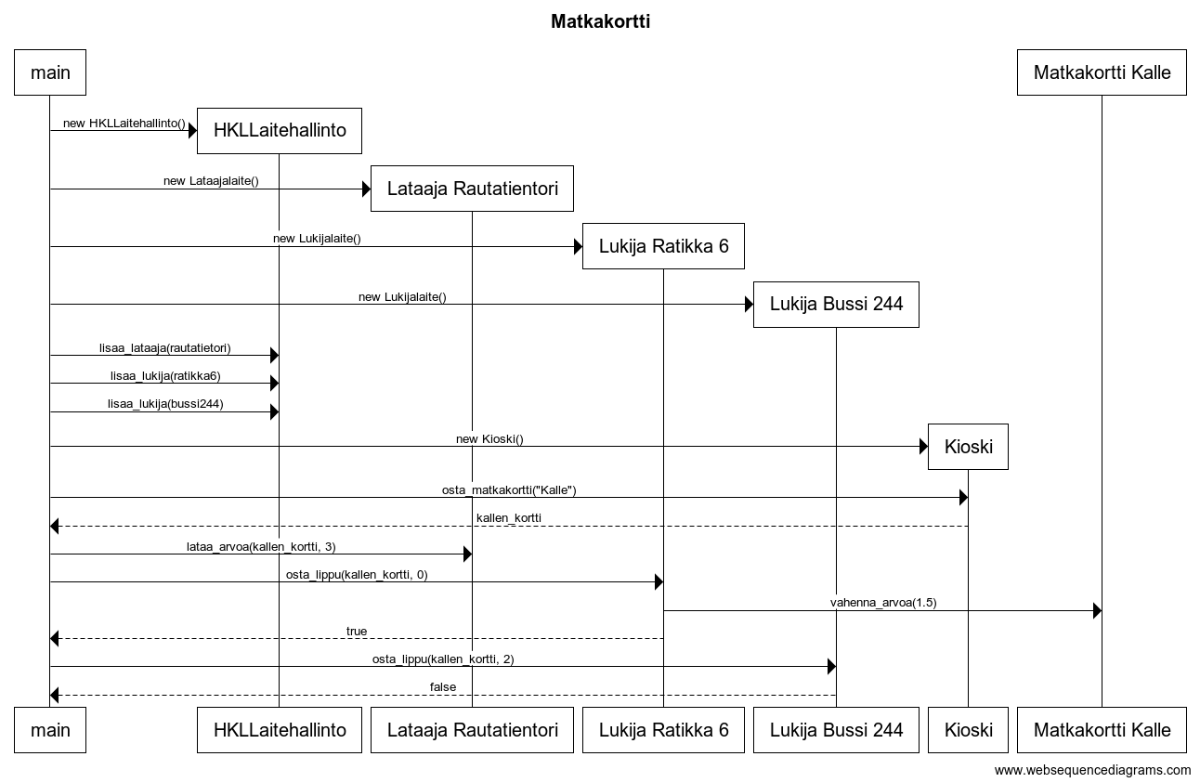 Matkakortti
main
Matkakortti Kalle
new HKLLaitehallinto()
HKLLaitehallinto
new Lataajalaite()
Lataaja Rautatientori
new Lukijalaite()
Lukija Ratikka 6
new Lukijalaite()
Lukija Bussi 244
lisaa_lataaja(rautatietori)
lisaa_lukija(ratikka6)
lisaa_lukija(bussi244)
new Kioski()
Kioski
osta_matkakortti("Kalle")
kallen_kortti
lataa_arvoa(kallen_kortti, 3)
osta_lippu(kallen_kortti, 0)
vahenna_arvoa(1.5)
true
osta_lippu(kallen_kortti, 2)
false
main
HKLLaitehallinto
Lataaja Rautatientori
Lukija Ratikka 6
Lukija Bussi 244
Kioski
Matkakortti Kalle
www.websequencediagrams.com